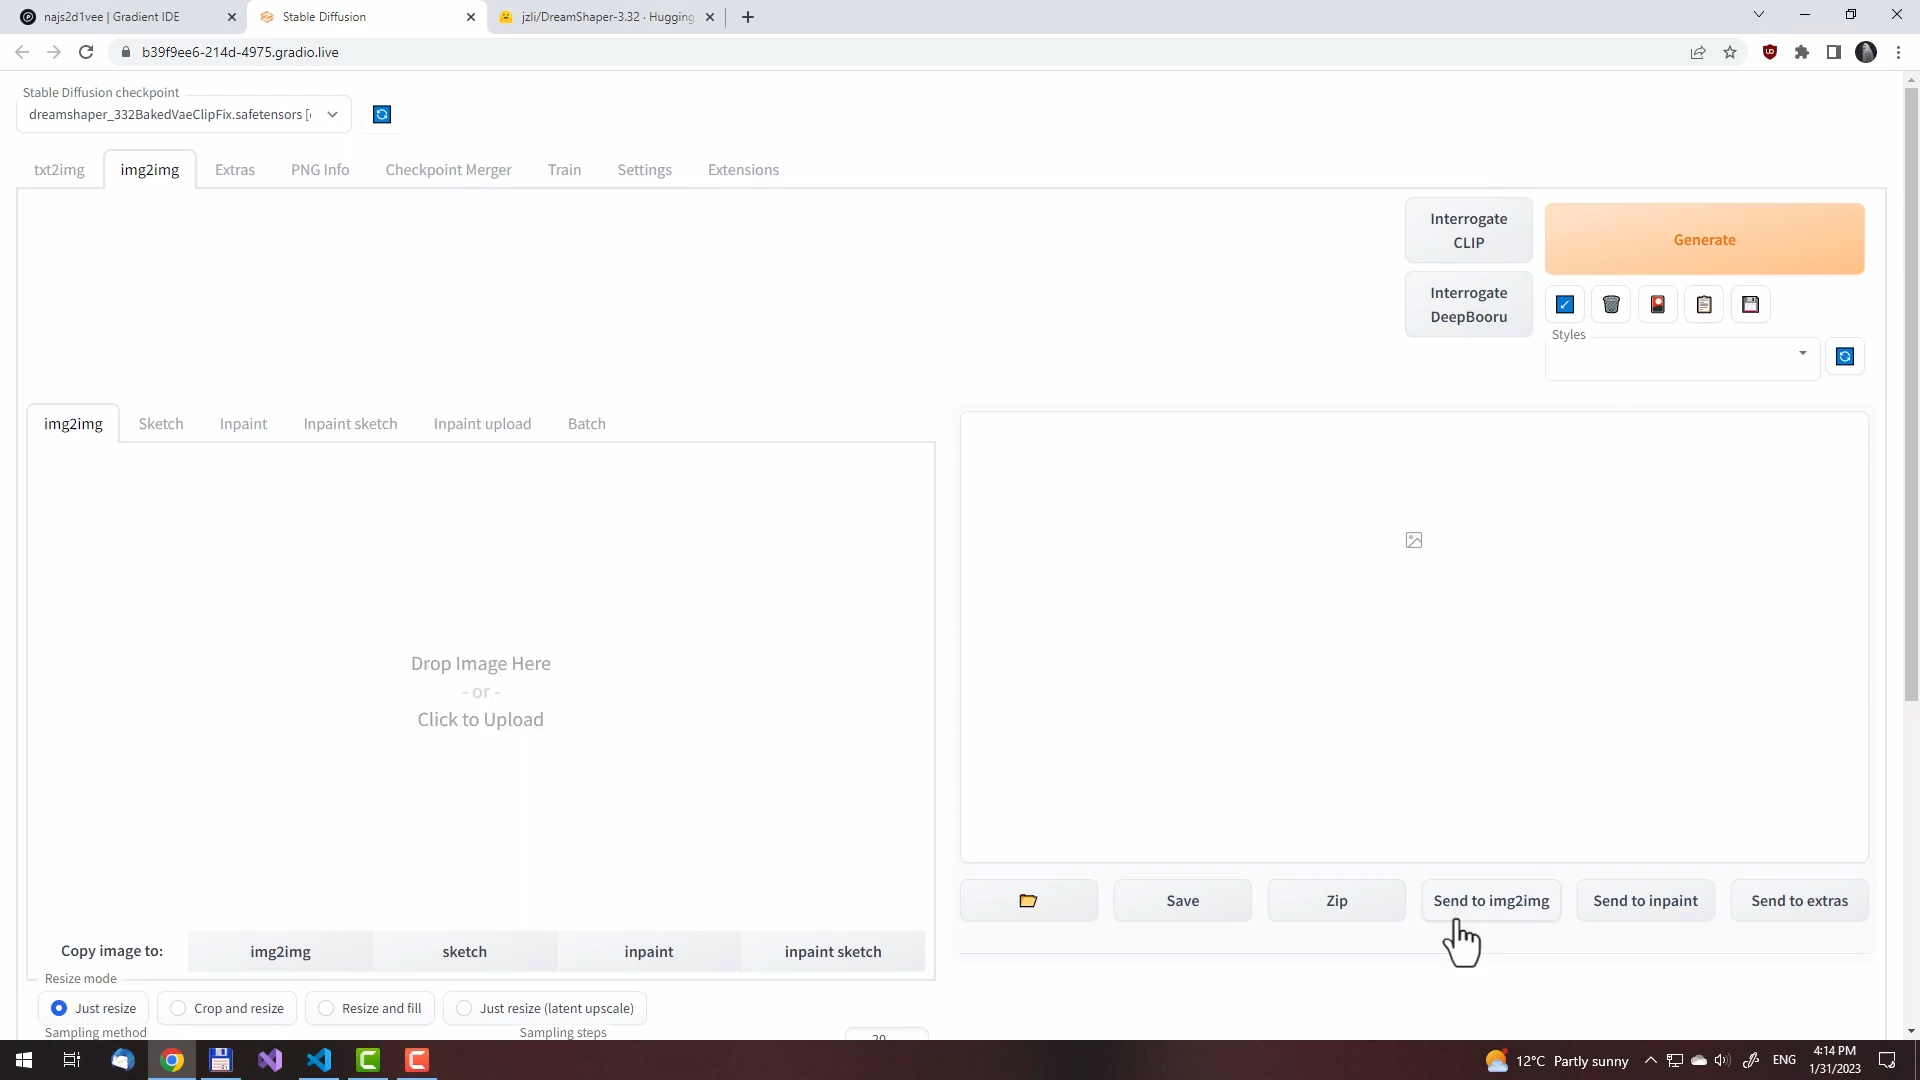 najs2d1vee | Gradient IDE
Stable Diffusion
jzli/DreamShaper-3.32 · Hugging
b39f9ee6-214d-4975.gradio.live
Stable Diffusion checkpoint
dreamshaper_332BakedVaeClipFix.safetensors [
txt2img
img2img
Extras
PNG Info
Checkpoint Merger
Train
Settings
Extensions
Interrogate
CLIP
Generate
Interrogate
DeepBooru
Styles
img2img
Sketch
Inpaint
Inpaint sketch
Inpaint upload
Batch
Drop Image Here
- or -
Click to Upload
Save
Zip
Send to img2img
Send to inpaint
Send to extras
Copy image to:
img2img
sketch
inpaint
inpaint sketch
Resize mode
Just resize
Crop and resize
Resize and fill
Just resize (latent upscale)
Sampling method
Sampling steps
20
12°C Partly sunny
ENG
4:14 PM
1/31/2023